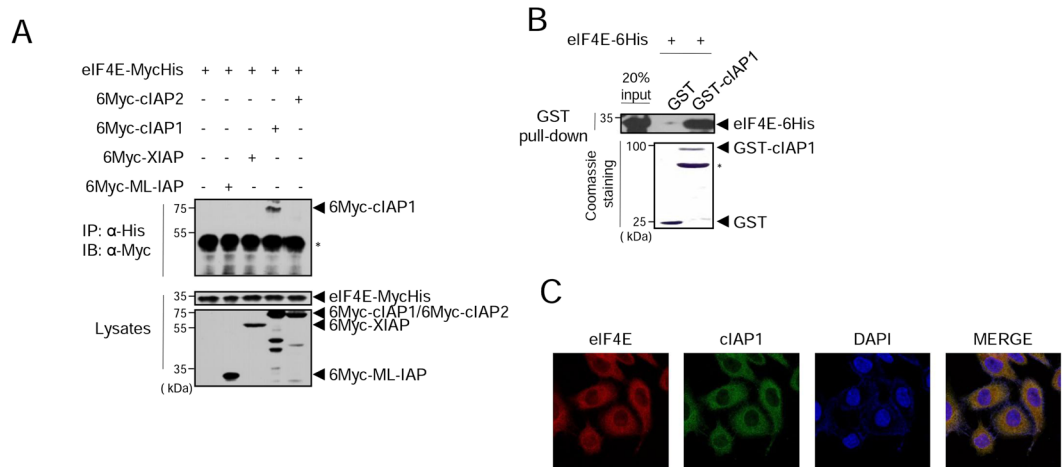 A
eIF4E-MycHis + + + + +
6Myc-cIAP2 - - - - +
6Myc-cIAP1 - - - + -
6Myc-XIAP - - + - -
6Myc-ML-IAP - + - - -
IP: α-His
IB: α-Myc
75
55
6Myc-cIAP1
*
Lysates
35
eIF4E-MycHis
75
55
35
( kDa)
6Myc-cIAP1/6Myc-cIAP2
6Myc-XIAP
6Myc-ML-IAP
B
eIF4E-6His + +
20%
input
GST
GST-cIAP1
GST
pull-down
35
eIF4E-6His
Coomassie
staining
100
25
( kDa)
GST-cIAP1
*
GST
C
eIF4E cIAP1 DAPI MERGE